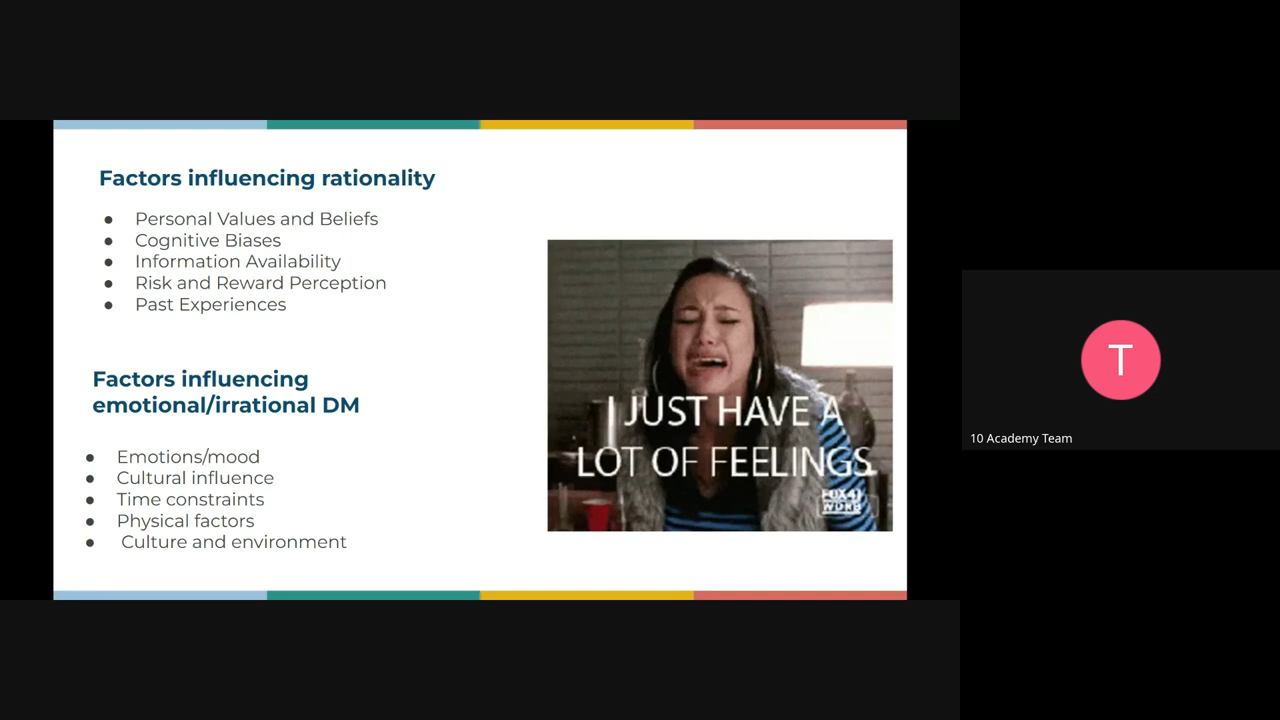 Factors influencing rationality
● Personal Values and Beliefs
● Cognitive Biases
● Information Availability
● Risk and Reward Perception
● Past Experiences
Factors influencing
emotional/irrational DM
● Emotions/mood
● Cultural influence
● Time constraints
● Physical factors
● Culture and environment
I JUST HAVE A
LOT OF FEELINGS
FOX41
WDRB
T
10 Academy Team